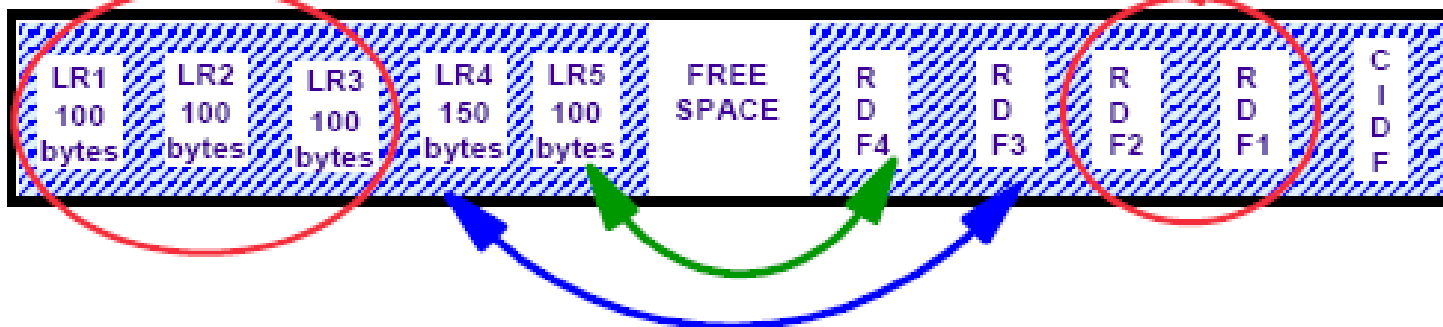 LR1
100
bytes
LR2
100
bytes
LR3
100
bytes
LR4
150
bytes
LR5
100
bytes
FREE
SPACE
R
D
F4
R
D
F3
R
D
F2
R
D
F1
C
I
D
F